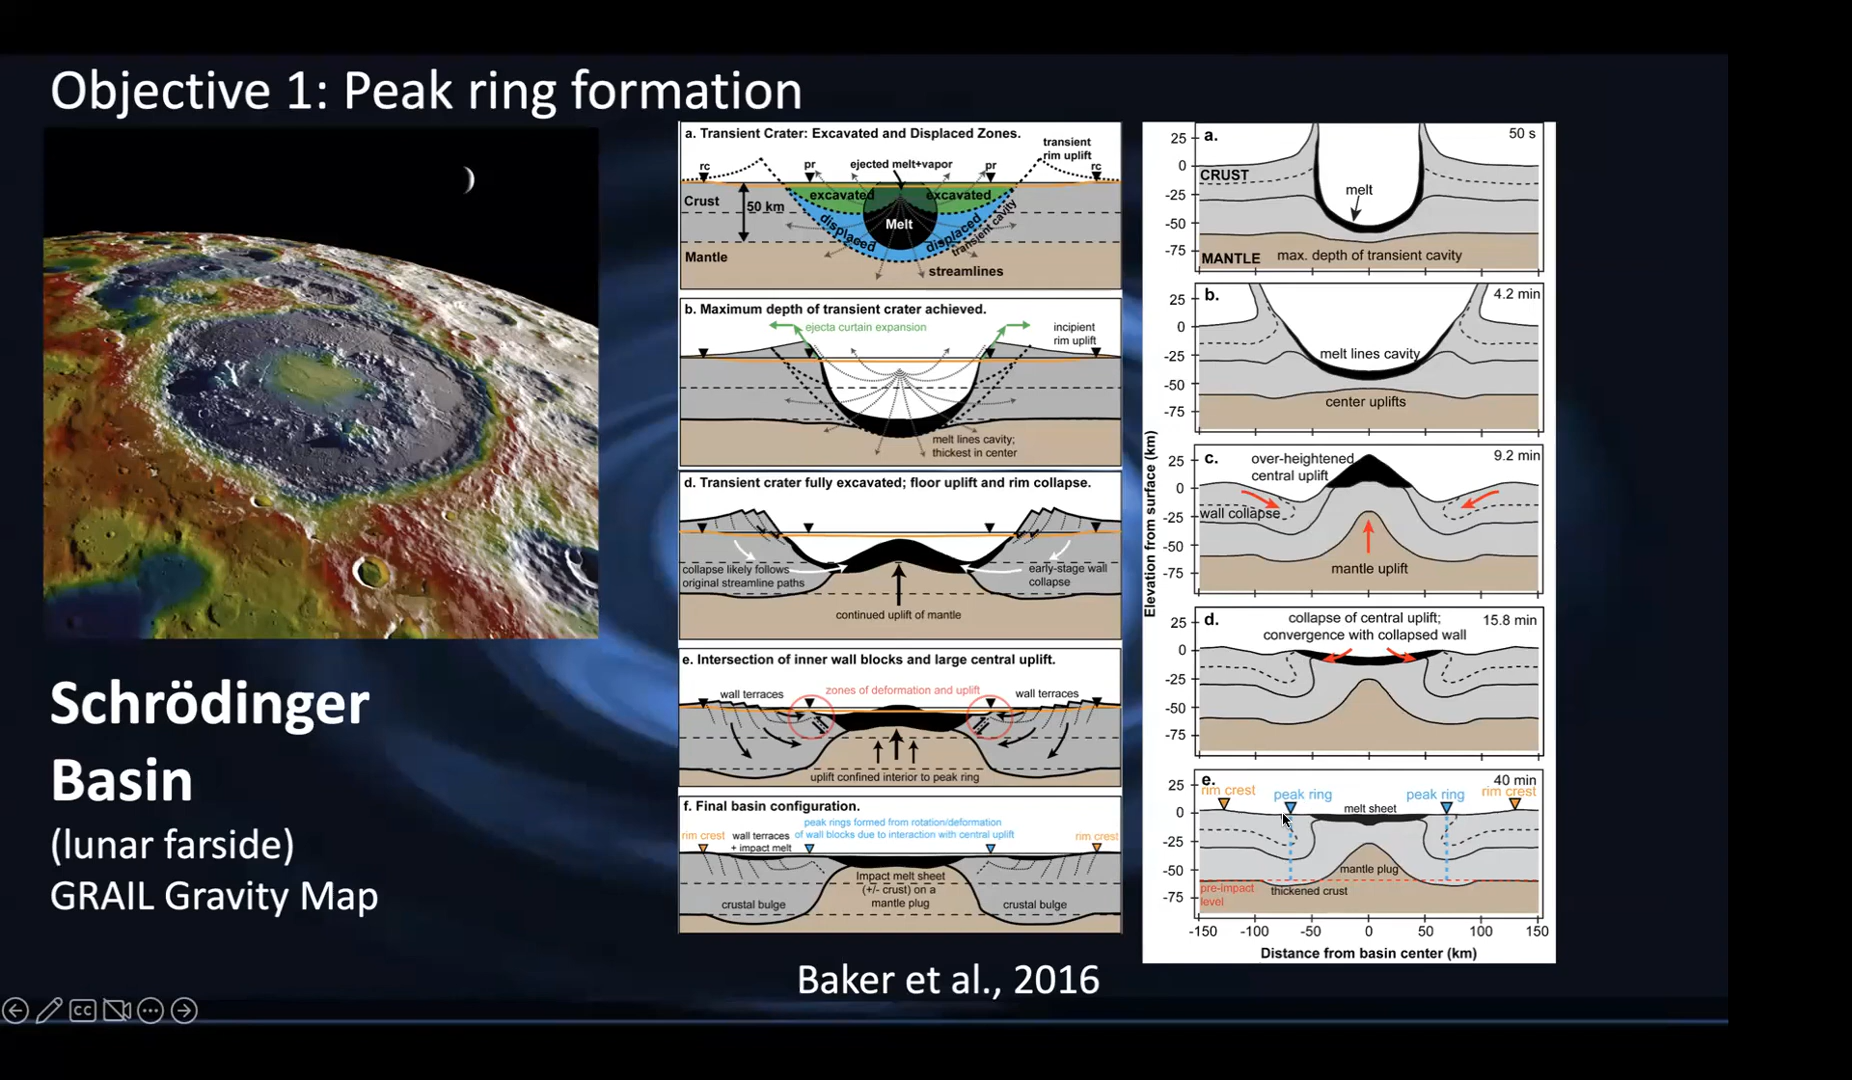 Objective 1: Peak ring formation
a. Transient Crater: Excavated and Displaced Zones.
transient
rim uplift
rc
pr
ejected melt+vapor
pr
rc
excavated
excavated
Crust
50 km
Melt
displaced
displaced
transient cavity
Mantle
streamlines
b. Maximum depth of transient crater achieved.
ejecta curtain expansion
incipient
rim uplift
melt lines cavity;
thickest in center
d. Transient crater fully excavated; floor uplift and rim collapse.
collapse likely follows
original streamline paths
early-stage wall
collapse
continued uplift of mantle
e. Intersection of inner wall blocks and large central uplift.
wall terraces
zones of deformation and uplift
wall terraces
uplift confined interior to peak ring
f. Final basin configuration.
peak rings formed from rotation/deformation
of wall blocks due to interaction with central uplift
rim crest
wall terraces
+ impact melt
rim crest
Impact melt sheet
(+/- crust) on a
mantle plug
crustal bulge
crustal bulge
Elevation from surface (km)
a.
50 s
25
0
-25
-50
-75
CRUST
melt
MANTLE
max. depth of transient cavity
b.
4.2 min
25
0
-25
-50
-75
melt lines cavity
center uplifts
c.
9.2 min
25
0
-25
-50
-75
over-heightened
central uplift
wall collapse
mantle uplift
d.
15.8 min
25
0
-25
-50
-75
collapse of central uplift;
convergence with collapsed wall
e.
40 min
25
0
-25
-50
-75
rim crest
peak ring
melt sheet
peak ring
rim crest
mantle plug
pre-impact
level
thickened crust
-150 -100 -50 0 50 100 150
Distance from basin center (km)
Schrödinger
Basin
(lunar farside)
GRAIL Gravity Map
Baker et al., 2016
CC